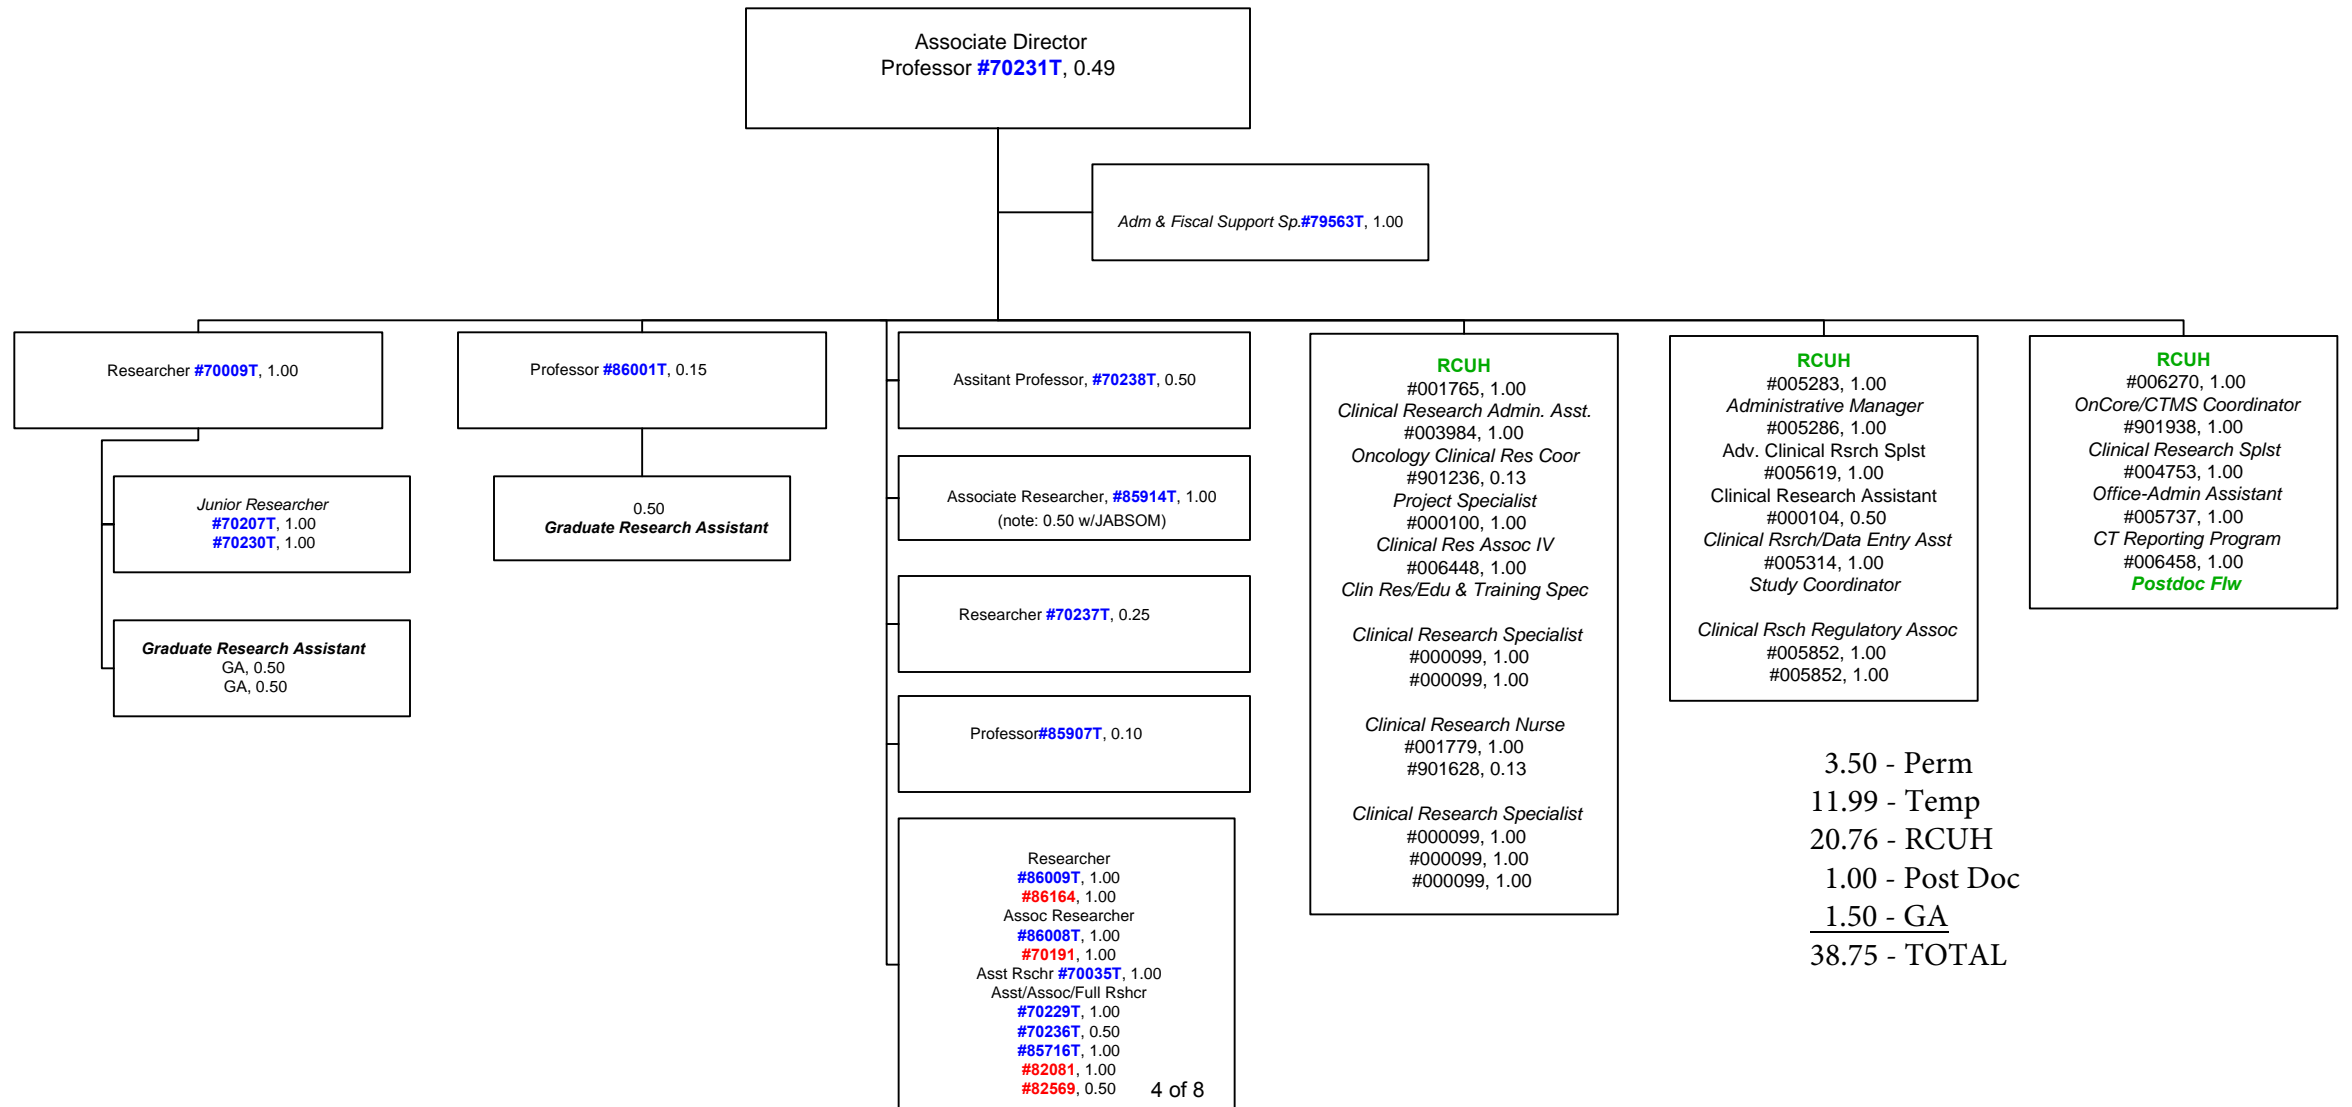 Associate Director
Professor #70231T, 0.49
Adm & Fiscal Support Sp.#79563T, 1.00
Researcher #70009T, 1.00
Junior Researcher
#70207T, 1.00
#70230T, 1.00
Graduate Research Assistant
GA, 0.50
GA, 0.50
Professor #86001T, 0.15
0.50
Graduate Research Assistant
Assitant Professor, #70238T, 0.50
Associate Researcher, #85914T, 1.00
(note: 0.50 w/JABSOM)
Researcher #70237T, 0.25
Professor#85907T, 0.10
Researcher
#86009T, 1.00
#86164, 1.00
Assoc Researcher
#86008T, 1.00
#70191, 1.00
Asst Rschr #70035T, 1.00
Asst/Assoc/Full Rshcr
#70229T, 1.00
#70236T, 0.50
#85716T, 1.00
#82081, 1.00
#82569, 0.50
4 of 8
RCUH
#001765, 1.00
Clinical Research Admin. Asst.
#003984, 1.00
Oncology Clinical Res Coor
#901236, 0.13
Project Specialist
#000100, 1.00
Clinical Res Assoc IV
#006448, 1.00
Clin Res/Edu & Training Spec
Clinical Research Specialist
#000099, 1.00
#000099, 1.00
Clinical Research Nurse
#001779, 1.00
#901628, 0.13
Clinical Research Specialist
#000099, 1.00
#000099, 1.00
#000099, 1.00
RCUH
#005283, 1.00
Administrative Manager
#005286, 1.00
Adv. Clinical Rsrch Splst
#005619, 1.00
Clinical Research Assistant
#000104, 0.50
Clinical Rsrch/Data Entry Asst
#005314, 1.00
Study Coordinator
Clinical Rsch Regulatory Assoc
#005852, 1.00
#005852, 1.00
RCUH
#006270, 1.00
OnCore/CTMS Coordinator
#901938, 1.00
Clinical Research Splst
#004753, 1.00
Office-Admin Assistant
#005737, 1.00
CT Reporting Program
#006458, 1.00
Postdoc Flw
3.50 - Perm
11.99 - Temp
20.76 - RCUH
1.00 - Post Doc
1.50 - GA
38.75 - TOTAL